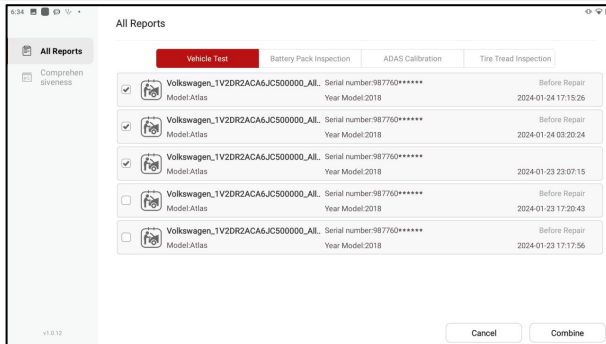 6:34
All Reports
All Reports
Comprehen
siveness
Vehicle Test
Battery Pack Inspection
ADAS Calibration
Tire Tread Inspection
Volkswagen_1V2DR2ACA6JC500000_All.. Serial number:987760****** Before Repair
Model:Atlas Year Model:2018 2024-01-24 17:15:26
Volkswagen_1V2DR2ACA6JC500000_All.. Serial number:987760****** Before Repair
Model:Atlas Year Model:2018 2024-01-24 03:20:24
Volkswagen_1V2DR2ACA6JC500000_All.. Serial number:987760****** Before Repair
Model:Atlas Year Model:2018 2024-01-23 23:07:15
Volkswagen_1V2DR2ACA6JC500000_All.. Serial number:987760****** Before Repair
Model:Atlas Year Model:2018 2024-01-23 17:20:43
Volkswagen_1V2DR2ACA6JC500000_All.. Serial number:987760****** Before Repair
Model:Atlas Year Model:2018 2024-01-23 17:17:56
v1.0.12
Cancel
Combine